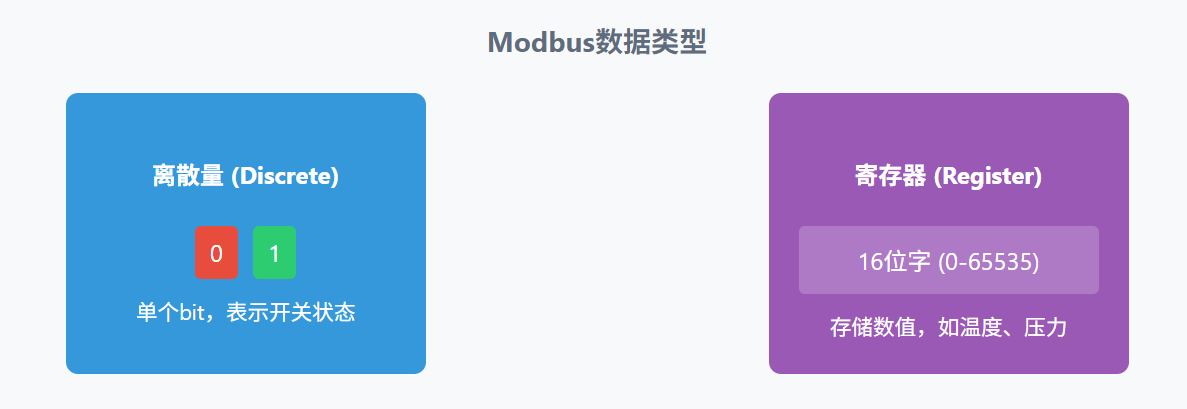 Modbus数据类型
离散量 (Discrete)
0 1
单个bit，表示开关状态
寄存器 (Register)
16位字 (0-65535)
存储数值，如温度、压力